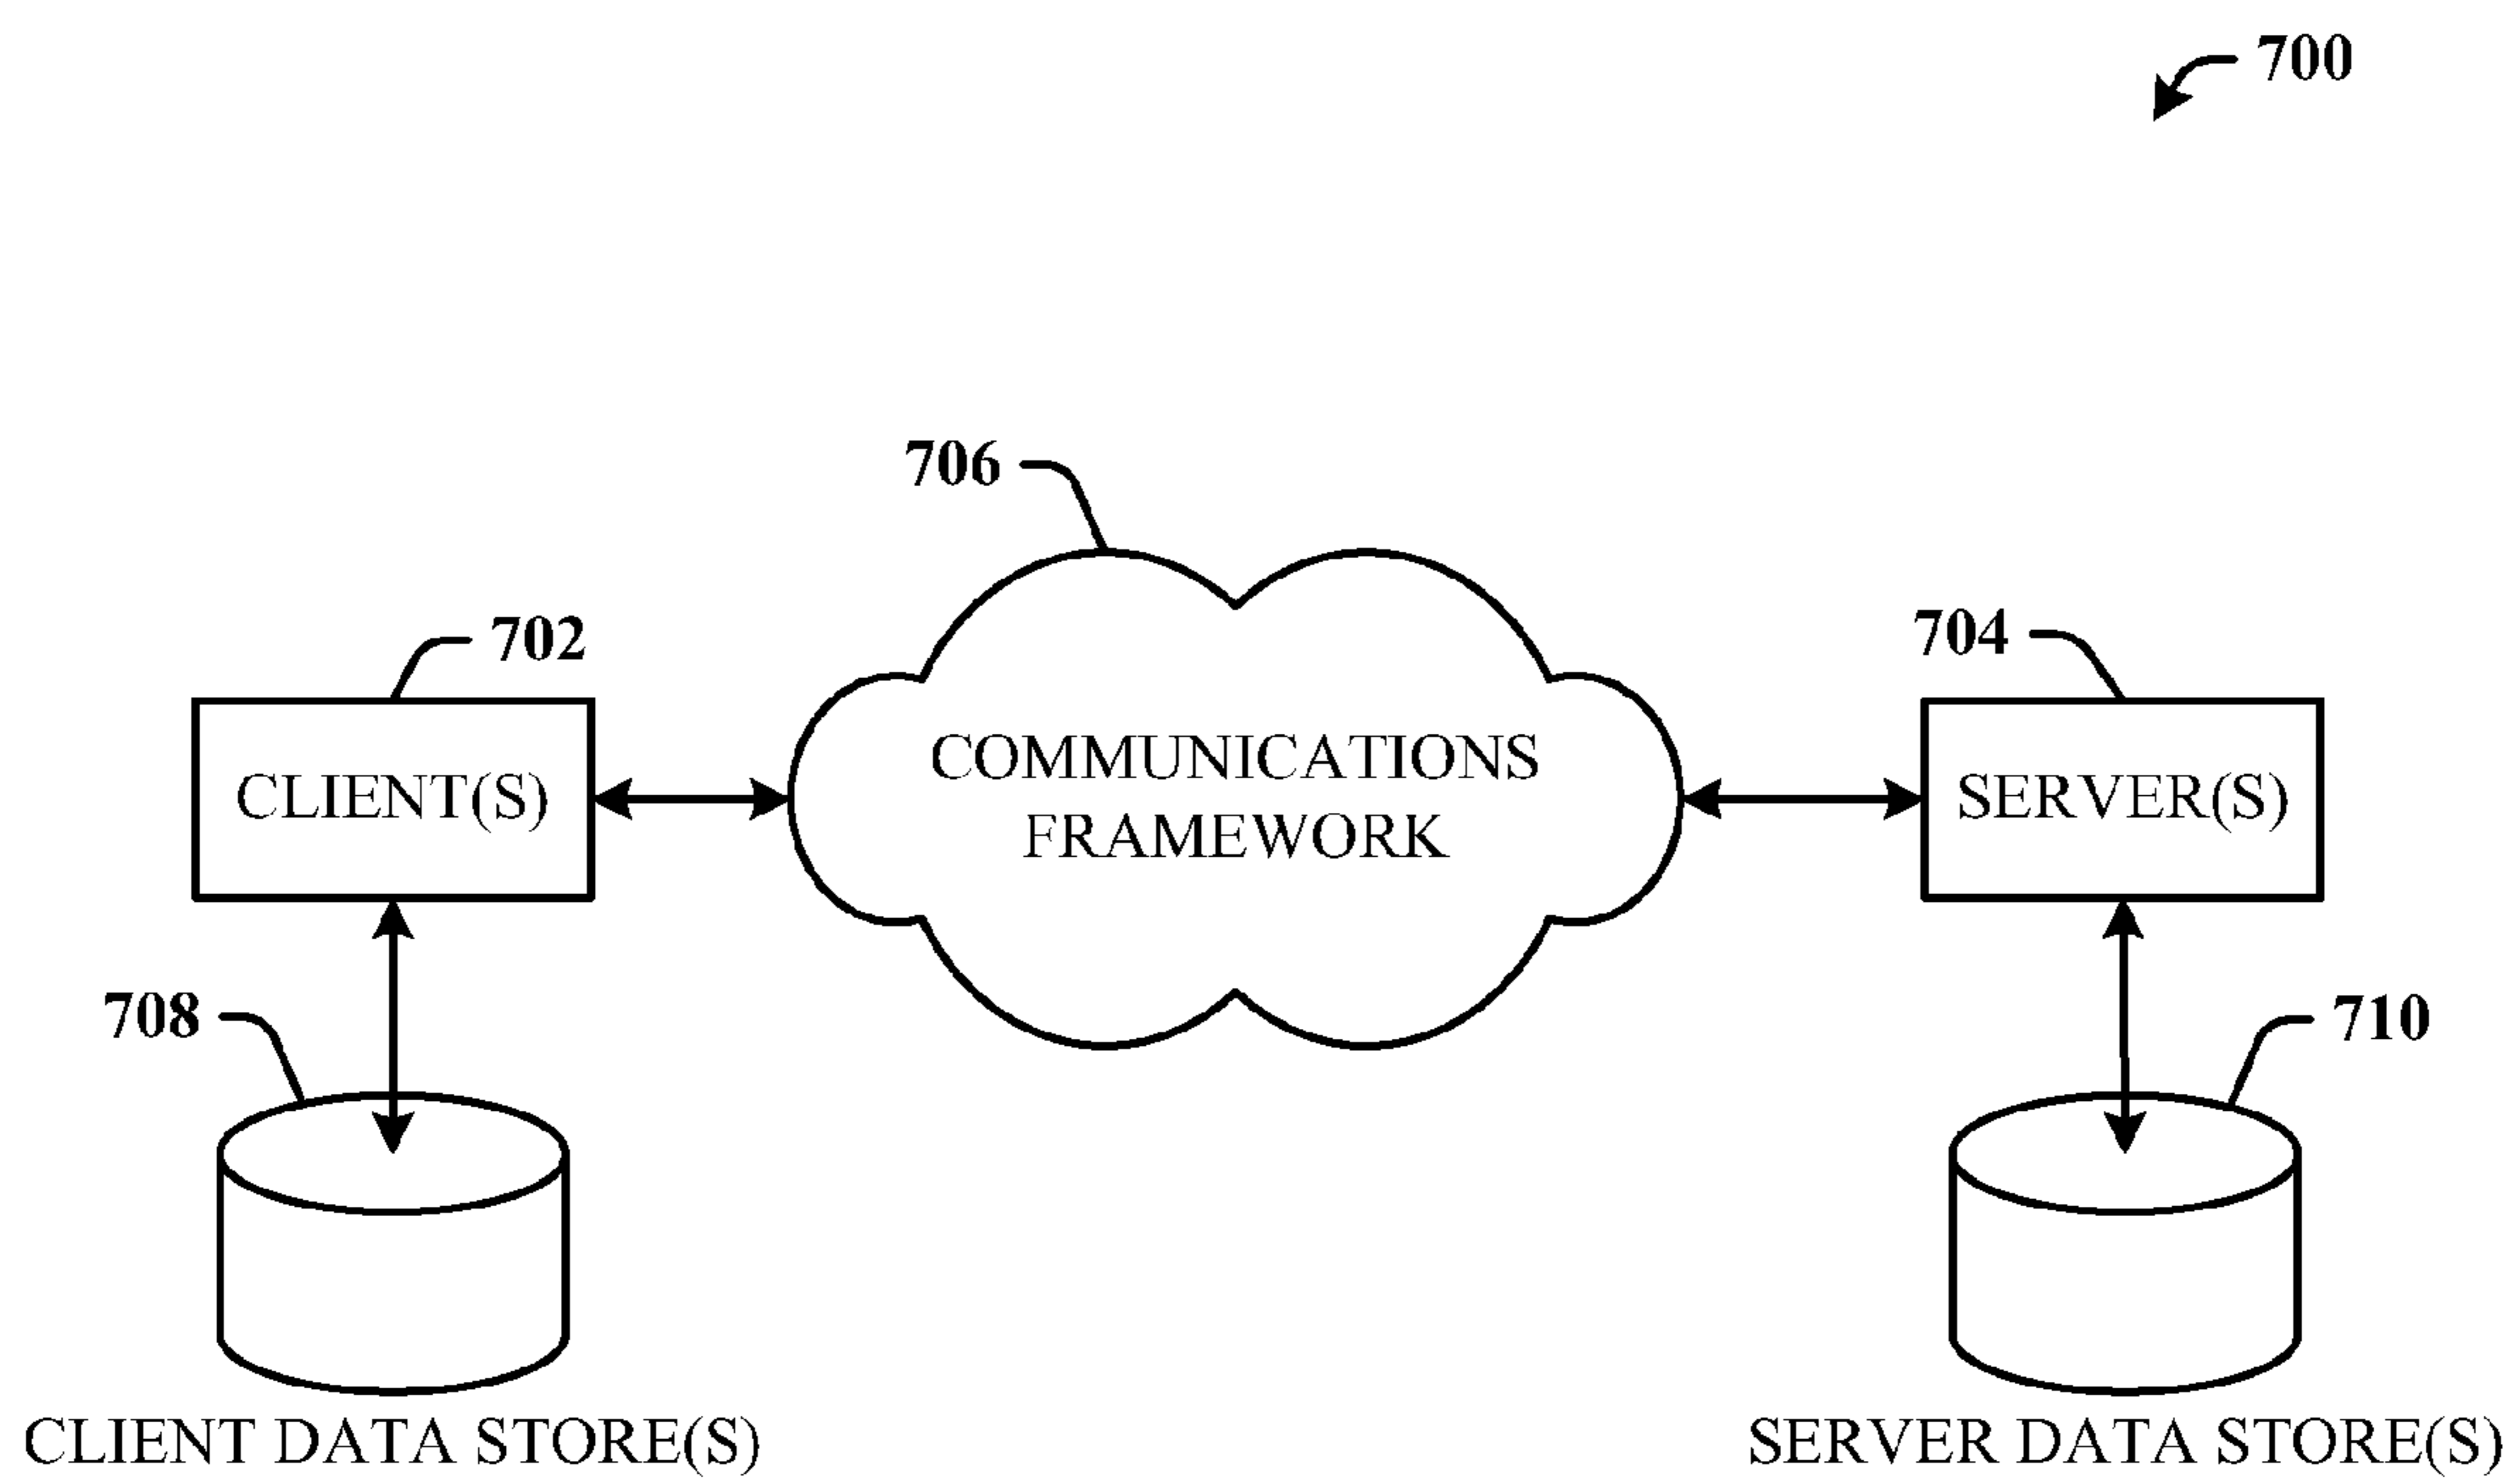 700
706
702
704
CLIENT(S)
COMMUNICATIONS
FRAMEWORK
SERVER(S)
708
710
CLIENT DATA STORE(S)
SERVER DATA STORE(S)